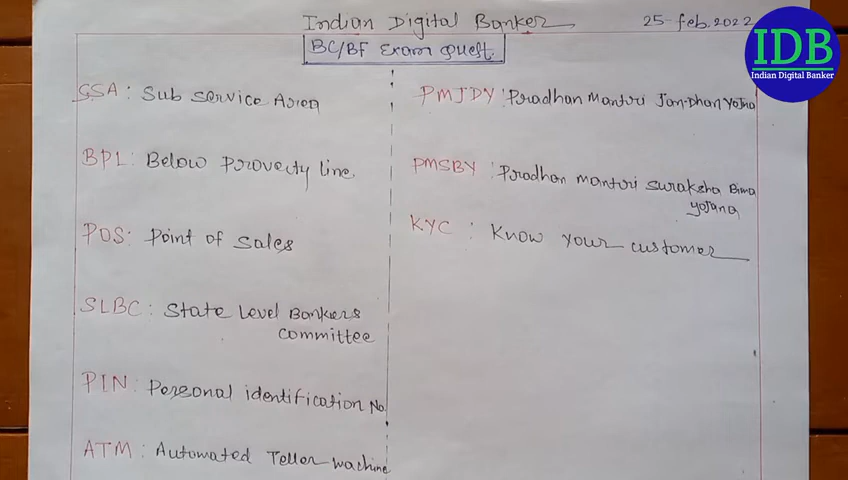 Indian Digital Banker
25-feb.2022
BC/BF Exam Quest.
IDB
Indian Digital Banker
SSA: Sub Service Area
BPL: Below Proverty line.
POS: Point of Sales
SLBC: State Level Bankers
committee
PIN: Personal identification No.
ATM: Automated Teller machine
PMJDY: Pradhan Mantri Jan-Dhan Yojna
PMSBY: Pradhan mantri suraksha Bima
yojana
KYC: Know your customer